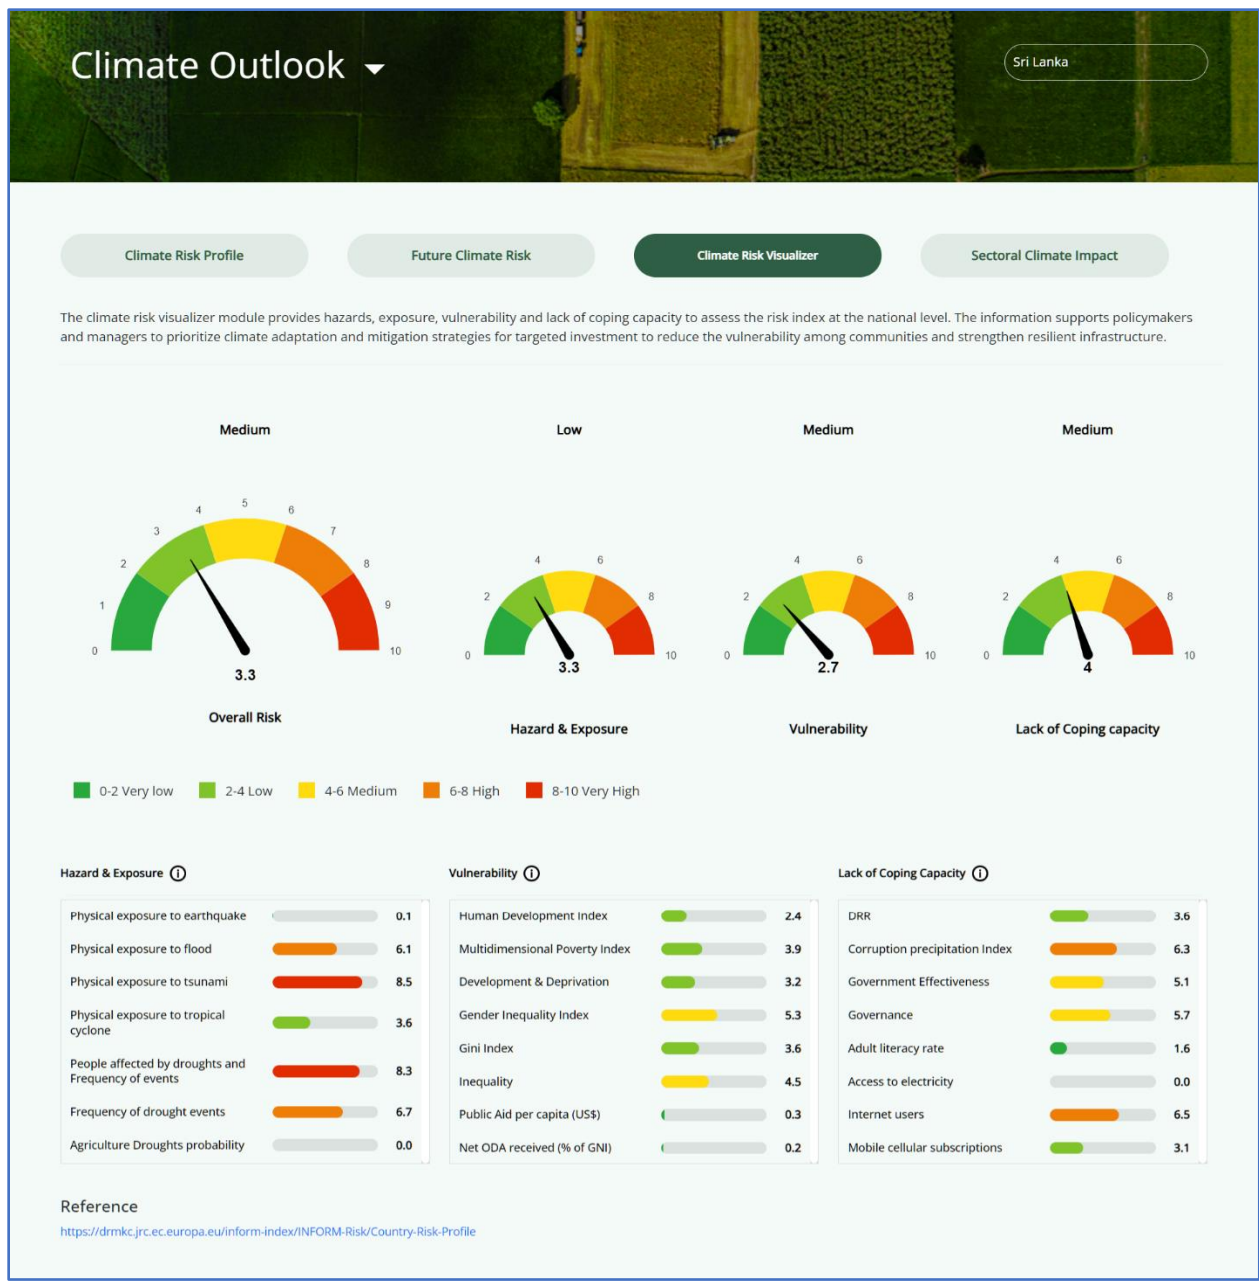 Climate Outlook
Sri Lanka
Climate Risk Profile
Future Climate Risk
Climate Risk Visualizer
Sectoral Climate Impact
The climate risk visualizer module provides hazards, exposure, vulnerability and lack of coping capacity to assess the risk index at the national level. The information supports policymakers
and managers to prioritize climate adaptation and mitigation strategies for targeted investment to reduce the vulnerability among communities and strengthen resilient infrastructure.
Medium
0 1 2 3 4 5 6 7 8 9 10
3.3
Overall Risk
Low
0 2 4 6 8 10
3.3
Hazard & Exposure
Medium
0 2 4 6 8 10
2.7
Vulnerability
Medium
0 2 4 6 8 10
4
Lack of Coping capacity
0-2 Very low 2-4 Low 4-6 Medium 6-8 High 8-10 Very High
Hazard & Exposure
Physical exposure to earthquake 0.1
Physical exposure to flood 6.1
Physical exposure to tsunami 8.5
Physical exposure to tropical
cyclone 3.6
People affected by droughts and
Frequency of events 8.3
Frequency of drought events 6.7
Agriculture Droughts probability 0.0
Vulnerability
Human Development Index 2.4
Multidimensional Poverty Index 3.9
Development & Deprivation 3.2
Gender Inequality Index 5.3
Gini Index 3.6
Inequality 4.5
Public Aid per capita (US$) 0.3
Net ODA received (% of GNI) 0.2
Lack of Coping Capacity
DRR 3.6
Corruption precipitation Index 6.3
Government Effectiveness 5.1
Governance 5.7
Adult literacy rate 1.6
Access to electricity 0.0
Internet users 6.5
Mobile cellular subscriptions 3.1
Reference
https://drmkc.jrc.ec.europa.eu/inform-index/INFORM-Risk/Country-Risk-Profile